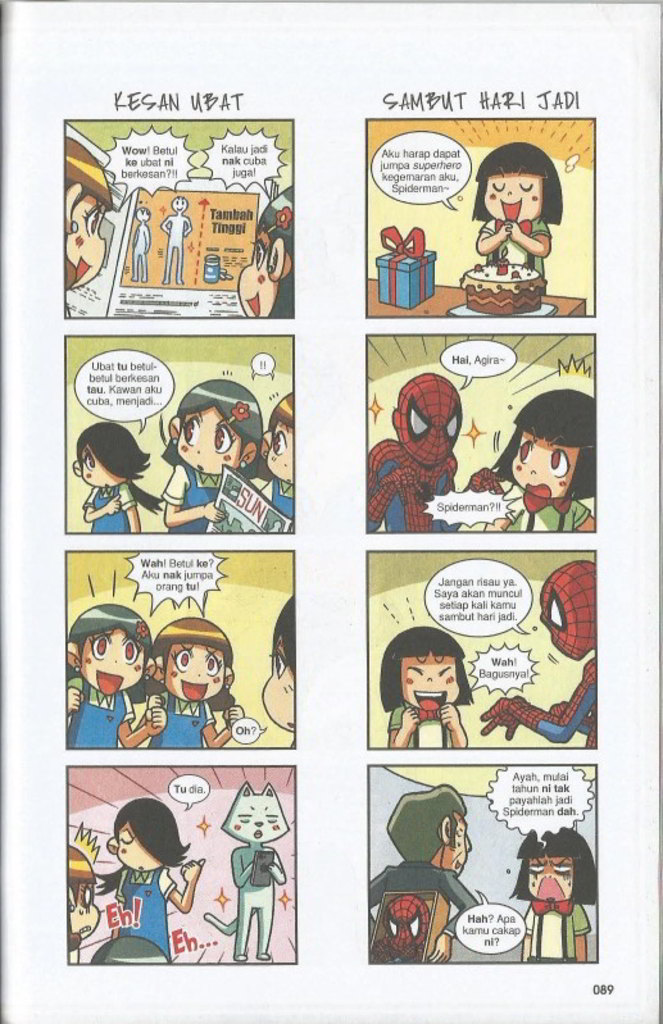 KESAN UBAT
Wow! Betul
ke ubat ni
berkesan?!!
Kalau jadi
nak cuba
juga!
Tambah
Tinggi
Ubat tu betul-
betul berkesan
tau. Kawan aku
cuba, menjadi...
!!
SUN
Wah! Betul ke?
Aku nak jumpa
orang tu!
Oh?
Tu dia.
Eh!
Eh...
SAMBUT HARI JADI
Aku harap dapat
jumpa superhero
kegemaran aku,
Spiderman~
Hai, Agira~
Spiderman?!!
Jangan risau ya.
Saya akan muncul
setiap kali kamu
sambut hari jadi.
Wah!
Bagusnya!
Ayah, mulai
tahun ni tak
payahlah jadi
Spiderman dah.
Hah? Apa
kamu cakap
ni?
089